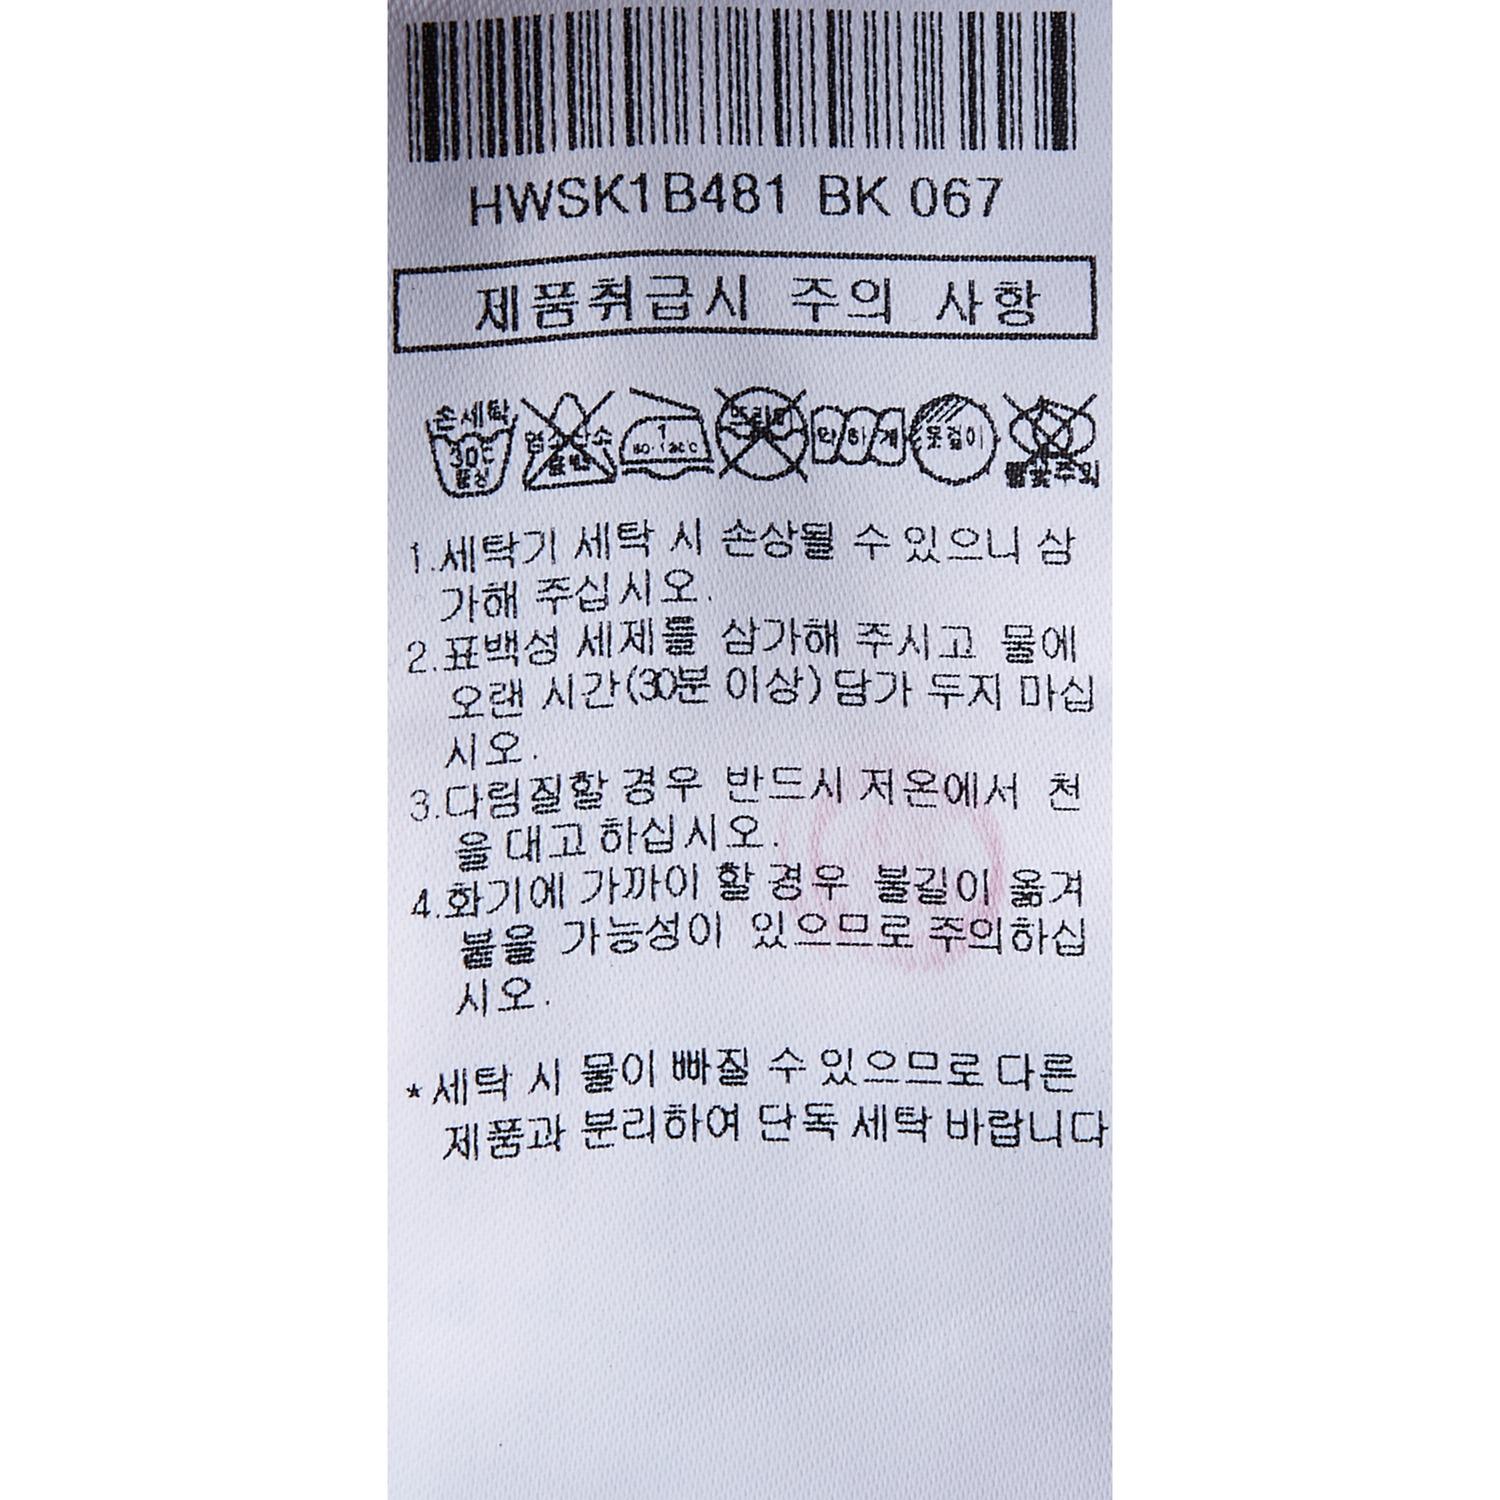 HWSK1B481 BK 067
제품취급시 주의 사항
손세탁 30℃ 중성 염소산소표백 1 80-120℃ 드라이 약하게 옷걸이 불꽃주의
1.세탁기 세탁 시 손상될 수 있으니 삼
가해 주십시오.
2.표백성 세제를 삼가해 주시고 물에
오랜 시간(30분 이상) 담가 두지 마십
시오.
3.다림질할 경우 반드시 저온에서 천
을 대고 하십시오.
4.화기에 가까이 할 경우 불길이 옮겨
붙을 가능성이 있으므로 주의하십
시오.
*세탁 시 물이 빠질 수 있으므로 다른
제품과 분리하여 단독 세탁 바랍니다